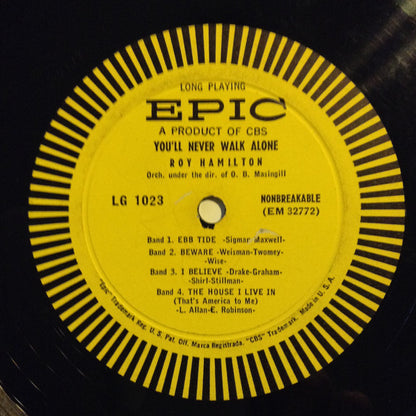 LONG PLAYING
EPIC
A PRODUCT OF CBS
YOU'LL NEVER WALK ALONE
ROY HAMILTON
Orch. under the dir. of O. B. Masingill
LG 1023
NONBREAKABLE
(EM 32772)
Band 1. EBB TIDE -Sigmar Maxwell-
Band 2. BEWARE -Weisman-Twomey-
-Wise-
Band 3. I BELIEVE -Drake-Graham-
-Shirl-Stillman-
Band 4. THE HOUSE I LIVE IN
(That's America to Me)
-L. Allan-E. Robinson-
"Epic" Trademark Reg. U. S. Pat. Off. Marca Registrada. "CBS" Trademark. Made in U. S. A.